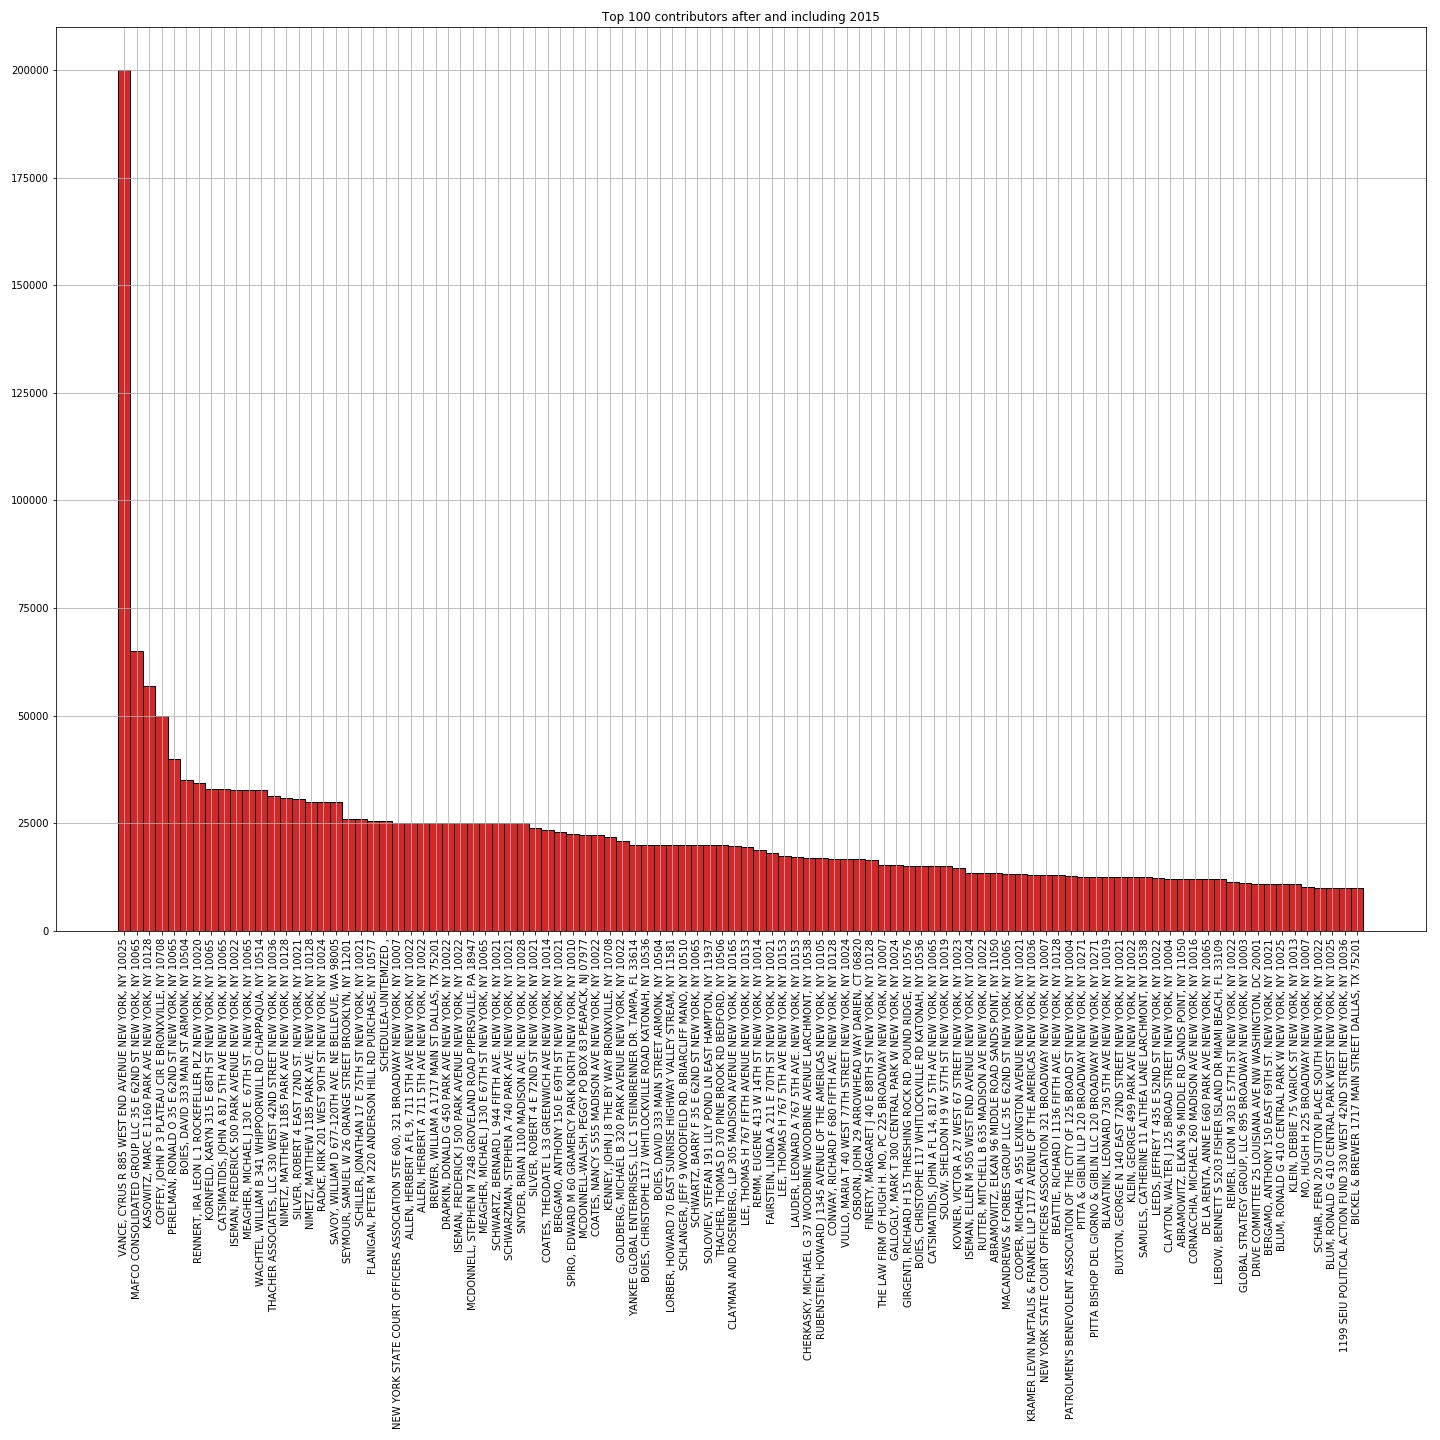 Top 100 contributors after and including 2015
200000
175000
150000
125000
100000
75000
50000
25000
0
VANCE, CYRUS R 885 WEST END AVENUE NEW YORK, NY 10025
MAFCO CONSOLIDATED GROUP LLC 35 E 62ND ST NEW YORK, NY 10065
KASOWITZ, MARC E 1160 PARK AVE NEW YORK, NY 10128
COFFEY, JOHN P 3 PLATEAU CIR E BRONXVILLE, NY 10708
PERELMAN, RONALD O 35 E 62ND ST NEW YORK, NY 10065
BOIES, DAVID 333 MAIN ST ARMONK, NY 10504
RENNERT, IRA LEON L 1 ROCKEFELLER PLZ NEW YORK, NY 10020
KORNFELD, KARYN 315 E 68TH ST NEW YORK, NY 10065
CATSIMATIDIS, JOHN A 817 5TH AVE NEW YORK, NY 10065
ISEMAN, FREDERICK 500 PARK AVENUE NEW YORK, NY 10022
MEAGHER, MICHAEL J 130 E. 67TH ST. NEW YORK, NY 10065
WACHTEL, WILLIAM B 341 WHIPPOORWILL RD CHAPPAQUA, NY 10514
THACHER ASSOCIATES, LLC 330 WEST 42ND STREET NEW YORK, NY 10036
NIMETZ, MATTHEW 1185 PARK AVE NEW YORK, NY 10128
SILVER, ROBERT 4 EAST 72ND ST. NEW YORK, NY 10021
NIMETZ, MATTHEW 1185 PARK AVE. NEW YORK, NY 10128
RADKE, KIRK 201 WEST 90TH ST NEW YORK, NY 10024
SAVOY, WILLIAM D 677-120TH AVE. NE BELLEVUE, WA 98005
SEYMOUR, SAMUEL W 26 ORANGE STREET BROOKLYN, NY 11201
SCHILLER, JONATHAN 17 E 75TH ST NEW YORK, NY 10021
FLANIGAN, PETER M 220 ANDERSON HILL RD PURCHASE, NY 10577
SCHEDULEA-UNITEMIZED ,
NEW YORK STATE COURT OFFICERS ASSOCIATION STE 600, 321 BROADWAY NEW YORK, NY 10007
ALLEN, HERBERT A FL 9, 711 5TH AVE NEW YORK, NY 10022
ALLEN, HERBERT A 711 5TH AVE. NEW YORK, NY 10022
BREWER, WILLIAM A 1717 MAIN ST DALLAS, TX 75201
DRAPKIN, DONALD G 450 PARK AVE NEW YORK, NY 10022
ISEMAN, FREDERICK J 500 PARK AVENUE NEW YORK, NY 10022
MCDONNELL, STEPHEN M 7248 GROVELAND ROAD PIPERSVILLE, PA 18947
MEAGHER, MICHAEL J 130 E 67TH ST NEW YORK, NY 10065
SCHWARTZ, BERNARD L 944 FIFTH AVE. NEW YORK, NY 10021
SCHWARZMAN, STEPHEN A 740 PARK AVE NEW YORK, NY 10021
SNYDER, BRIAN 1100 MADISON AVE. NEW YORK, NY 10028
SILVER, ROBERT 4 E 72ND ST NEW YORK, NY 10021
COATES, THEODATE L 130 GREENWICH AVE NEW YORK, NY 10014
BERGAMO, ANTHONY 150 E 69TH ST NEW YORK, NY 10021
SPIRO, EDWARD M 60 GRAMERCY PARK NORTH NEW YORK, NY 10010
MCDONNELL-WALSH, PEGGY PO BOX 83 PEAPACK, NJ 07977
COATES, NANCY S 555 MADISON AVE NEW YORK, NY 10022
KENNEY, JOHN J 8 THE BY WAY BRONXVILLE, NY 10708
GOLDBERG, MICHAEL B 320 PARK AVENUE NEW YORK, NY 10022
YANKEE GLOBAL ENTERPRISES, LLC 1 STEINBRENNER DR. TAMPA, FL 33614
BOIES, CHRISTOPHE 117 WHITLOCKVILLE ROAD KATONAH, NY 10536
BOIES, DAVID 333 MAIN STREET ARMONK, NY 10504
LORBER, HOWARD 70 EAST SUNRISE HIGHWAY VALLEY STREAM, NY 11581
SCHLANGER, JEFF 9 WOODFIELD RD. BRIARCLIFF MANO, NY 10510
SCHWARTZ, BARRY F 35 E 62ND ST NEW YORK, NY 10065
SOLOVIEV, STEFAN 191 LILY POND LN EAST HAMPTON, NY 11937
THACHER, THOMAS D 370 PINE BROOK RD BEDFORD, NY 10506
CLAYMAN AND ROSENBERG, LLP 305 MADISON AVENUE NEW YORK, NY 10165
LEE, THOMAS H 767 FIFTH AVENUE NEW YORK, NY 10153
REMM, EUGENE 413 W 14TH ST NEW YORK, NY 10014
FAIRSTEIN, LINDA A 211 E 70TH ST NEW YORK, NY 10021
LEE, THOMAS H 767 5TH AVE NEW YORK, NY 10153
LAUDER, LEONARD A 767 5TH AVE. NEW YORK, NY 10153
CHERKASKY, MICHAEL G 37 WOODBINE WOODBINE AVENUE LARCHMONT, NY 10538
RUBENSTEIN, HOWARD J 1345 AVENUE OF THE AMERICAS NEW YORK, NY 10105
CONWAY, RICHARD F 680 FIFTH AVE NEW YORK, NY 10128
VULLO, MARIA T 40 WEST 77TH STREET NEW YORK, NY 10024
OSBORN, JOHN 29 ARROWHEAD WAY DARIEN, CT 06820
FINERTY, MARGARET J 40 E 88TH ST NEW YORK, NY 10128
THE LAW FIRM OF HUGH H. MO, PC 225 BROADWAY NEW YORK, NY 10007
GALLOGLY, MARK T 300 CENTRAL PARK W NEW YORK, NY 10024
GIRGENTI, RICHARD H 15 THRESHING ROCK RD. POUND RIDGE, NY 10576
BOIES, CHRISTOPHE 117 WHITLOCKVILLE RD KATONAH, NY 10536
CATSIMATIDIS, JOHN A FL 14, 817 5TH AVE NEW YORK, NY 10065
SOLOW, SHELDON H 9 W 57TH ST NEW YORK, NY 10019
KOVNER, VICTOR A 27 WEST 67 STREET NEW YORK, NY 10023
ISEMAN, ELLEN M 505 WEST END AVENUE NEW YORK, NY 10024
RUTTER, MITCHELL B 635 MADISON AVE NEW YORK, NY 10022
ABRAMOWITZ, ELKAN 96 MIDDLE ROAD SANDS POINT, NY 11050
MACANDREWS & FORBES GROUP LLC 35 E 62ND ST NEW YORK, NY 10065
COOPER, MICHAEL A 955 LEXINGTON AVENUE NEW YORK, NY 10021
KRAMER LEVIN NAFTALIS & FRANKEL LLP 1177 AVENUE OF THE AMERICAS NEW YORK, NY 10036
NEW YORK STATE COURT OFFICERS ASSOCIATION 321 BROADWAY NEW YORK, NY 10007
BEATTIE, RICHARD I 1136 FIFTH AVE. NEW YORK, NY 10128
PATROLMEN'S BENEVOLENT ASSOCIATION OF THE CITY OF 125 BROAD ST NEW YORK, NY 10004
PITTA & GIBLIN LLP 120 BROADWAY NEW YORK, NY 10271
PITTA BISHOP DEL GIORNO GIBLIN LLC 120 BROADWAY NEW YORK, NY 10271
BLAVATNIK, LEONARD 730 5TH AVE NEW YORK, NY 10019
BUXTON, GEORGE N 140 EAST 72ND STREET NEW YORK, NY 10021
KLEIN, GEORGE 499 PARK AVE NEW YORK, NY 10022
SAMUELS, CATHERINE 11 ALTHEA LANE LARCHMONT, NY 10538
LEEDS, JEFFREY T 435 E 52ND ST NEW YORK, NY 10022
CLAYTON, WALTER J 125 BROAD STREET NEW YORK, NY 10004
ABRAMOWITZ, ELKAN 96 MIDDLE RD SANDS POINT, NY 11050
CORNACCHIA, MICHAEL 260 MADISON AVE NEW YORK, NY 10016
DE LA RENTA, ANNE E 660 PARK AVE NEW YORK, NY 10065
LEBOW, BENNETT S 6203 FISHER ISLAND DR MIAMI BEACH, FL 33109
REIMER, LEON M 303 E 57TH ST NEW YORK, NY 10022
GLOBAL STRATEGY GROUP, LLC 895 BROADWAY NEW YORK, NY 10003
DRIVE COMMITTEE 25 LOUISIANA AVE NW WASHINGTON, DC 20001
BERGAMO, ANTHONY 150 EAST 69TH ST. NEW YORK, NY 10021
BLUM, RONALD G 410 CENTRAL PARK W NEW YORK, NY 10025
KLEIN, DEBBIE 75 VARICK ST NEW YORK, NY 10013
MO, HUGH H 225 BROADWAY NEW YORK, NY 10007
SCHAIR, FERN 20 SUTTON PLACE SOUTH NEW YORK, NY 10022
BLUM, RONALD G 410 CENTRAL PARK WEST NEW YORK, NY 10025
1199 SEIU POLITICAL ACTION FUND 330 WEST 42ND STREET NEW YORK, NY 10036
BICKEL & BREWER 1717 MAIN STREET DALLAS, TX 75201